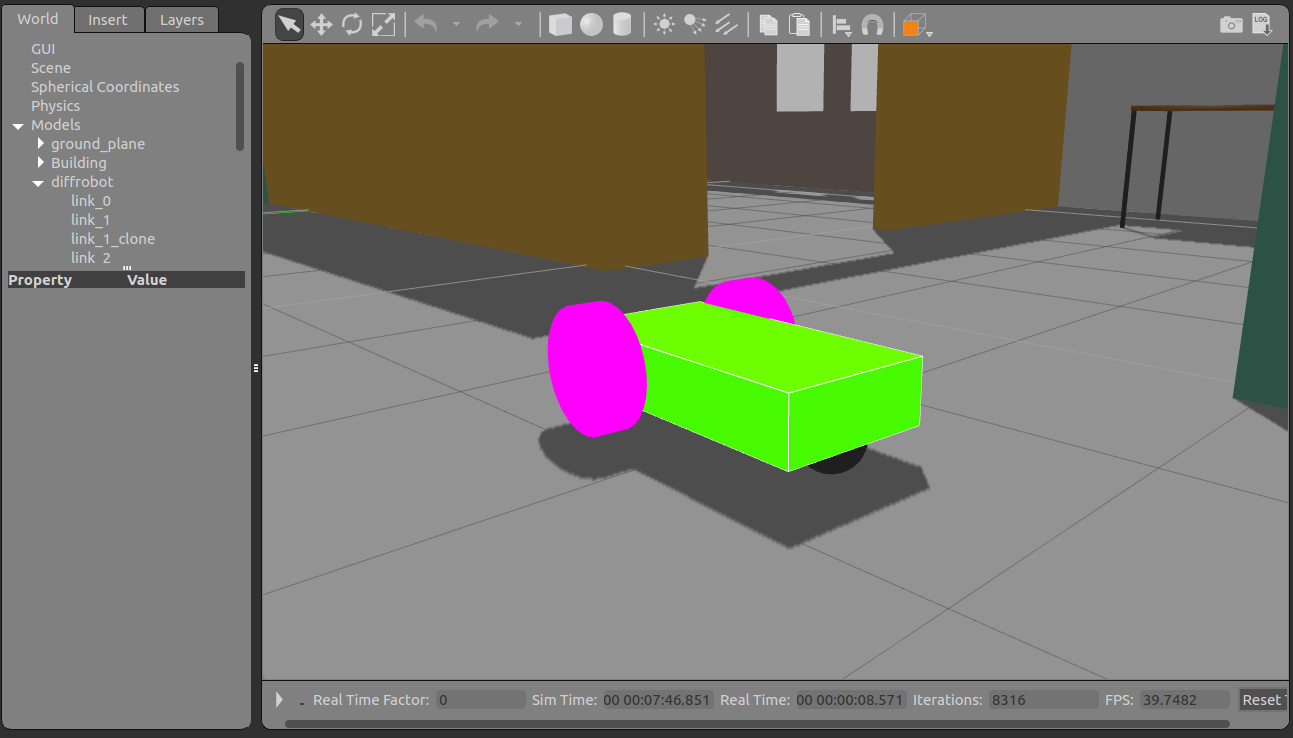 World Insert Layers
GUI
Scene
Spherical Coordinates
Physics
Models
ground_plane
Building
diffrobot
link_0
link_1
link_1_clone
link_2
Property Value
LOG
Real Time Factor: 0 Sim Time: 00 00:07:46.851 Real Time: 00 00:00:08.571 Iterations: 8316 FPS: 39.7482 Reset